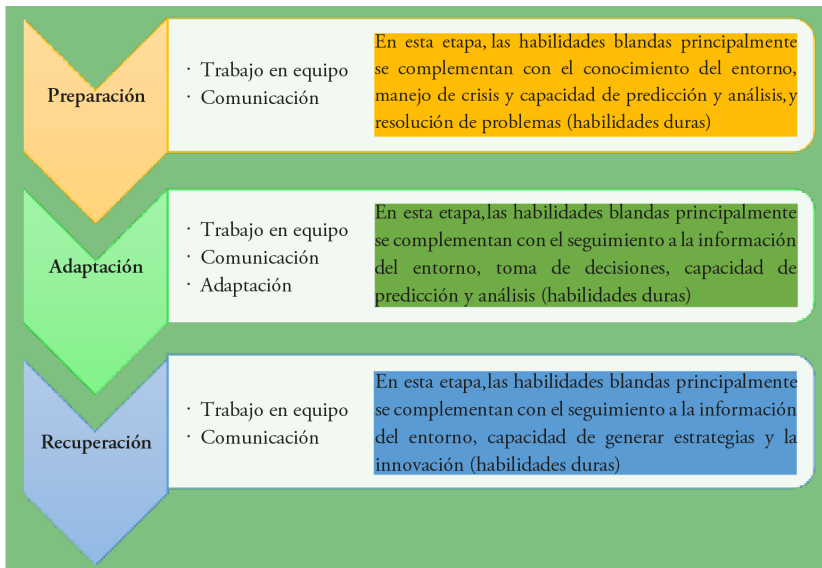 Preparación
· Trabajo en equipo
· Comunicación
En esta etapa, las habilidades blandas principalmente
se complementan con el conocimiento del entorno,
manejo de crisis y capacidad de predicción y análisis, y
resolución de problemas (habilidades duras)
Adaptación
· Trabajo en equipo
· Comunicación
· Adaptación
En esta etapa, las habilidades blandas principalmente
se complementan con el seguimiento a la información
del entorno, toma de decisiones, capacidad de
predicción y análisis (habilidades duras)
Recuperación
· Trabajo en equipo
· Comunicación
En esta etapa, las habilidades blandas principalmente
se complementan con el seguimiento a la información
del entorno, capacidad de generar estrategias y la
innovación (habilidades duras)